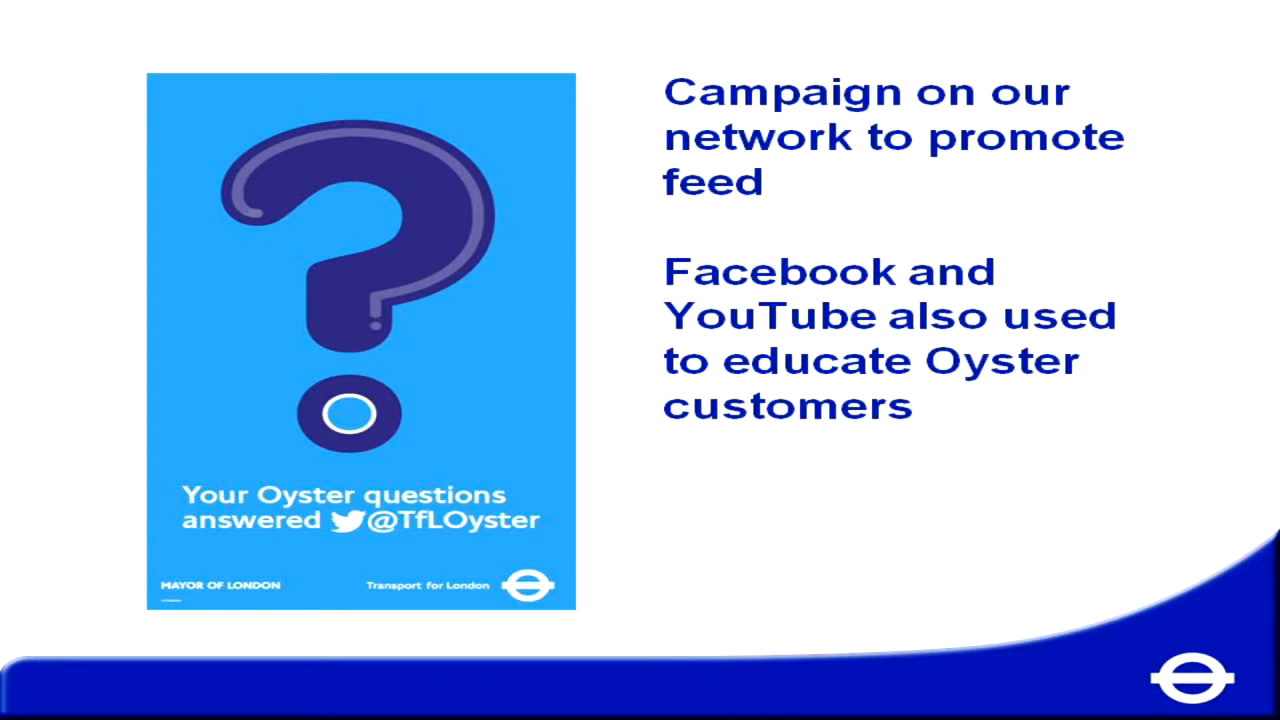 Campaign on our
network to promote
feed
Facebook and
YouTube also used
to educate Oyster
customers
Your Oyster questions
answered @TfLOyster
MAYOR OF LONDON
Transport for London